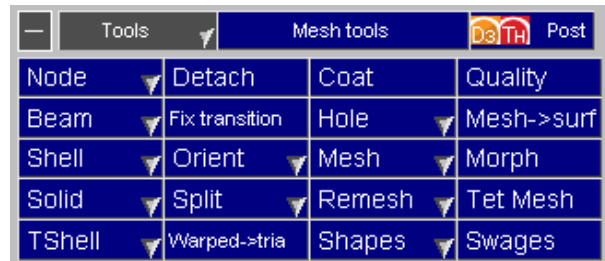 — Tools Mesh tools D3 TH Post
Node Detach Coat Quality
Beam Fix transition Hole Mesh->surf
Shell Orient Mesh Morph
Solid Split Remesh Tet Mesh
TShell Warped->tria Shapes Swages